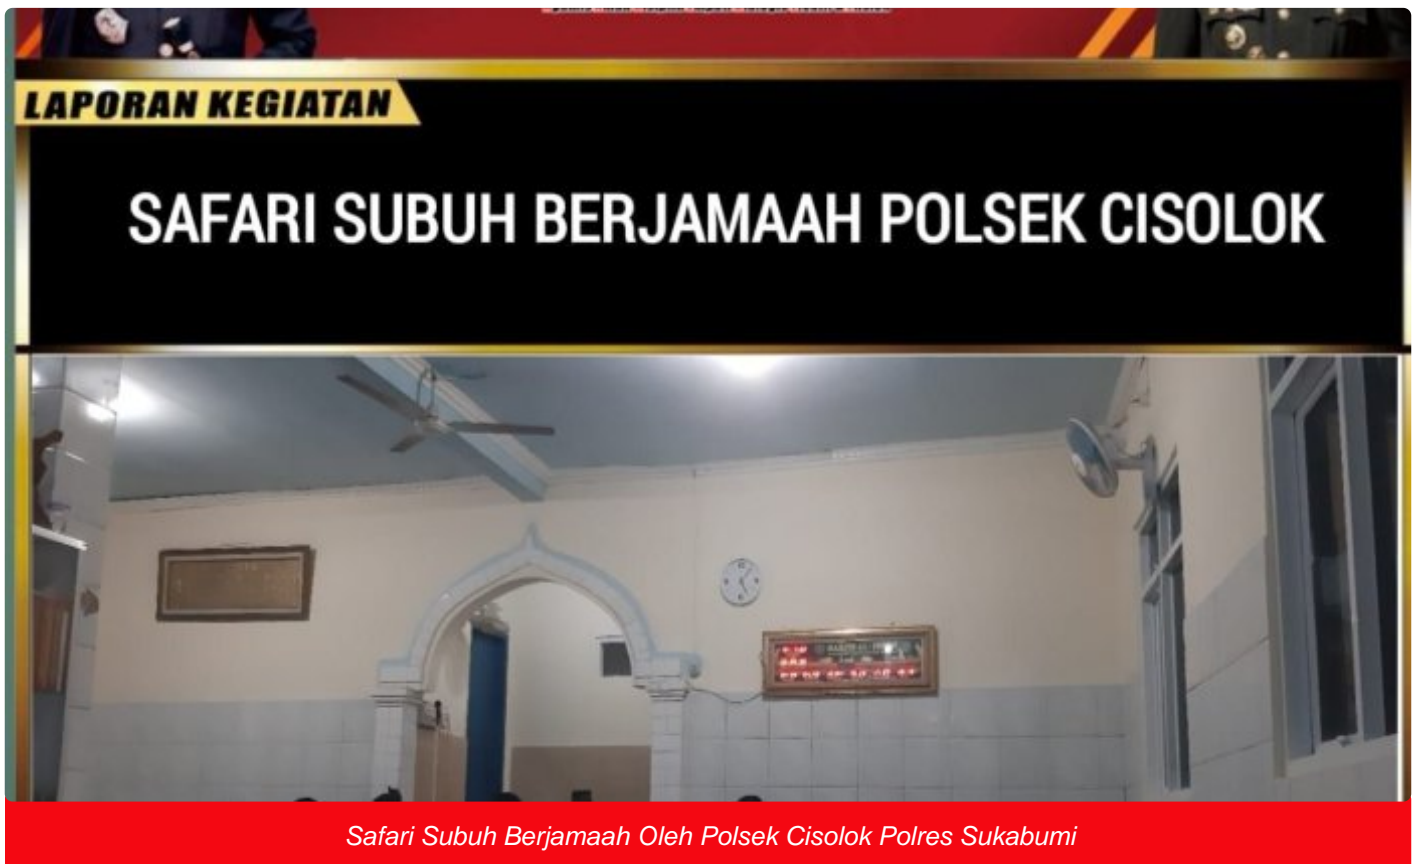 LAPORAN KEGIATAN
SAFARI SUBUH BERJAMAAH POLSEK CISOLOK
Safari Subuh Berjamaah Oleh Polsek Cisolok Polres Sukabumi